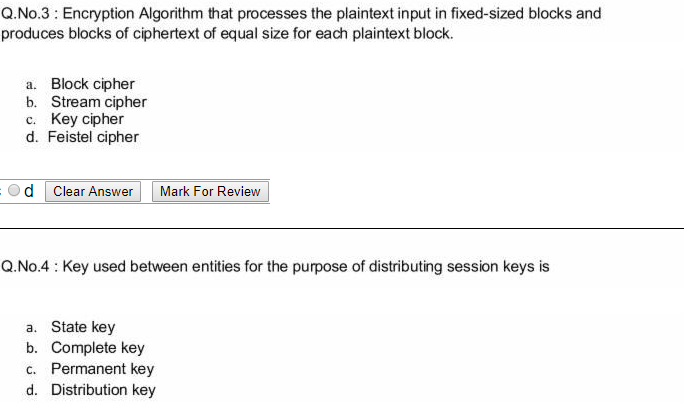 Q.No.3 : Encryption Algorithm that processes the plaintext input in fixed-sized blocks and
produces blocks of ciphertext of equal size for each plaintext block.
a. Block cipher
b. Stream cipher
c. Key cipher
d. Feistel cipher
d Clear Answer Mark For Review
Q.No.4 : Key used between entities for the purpose of distributing session keys is
a. State key
b. Complete key
c. Permanent key
d. Distribution key